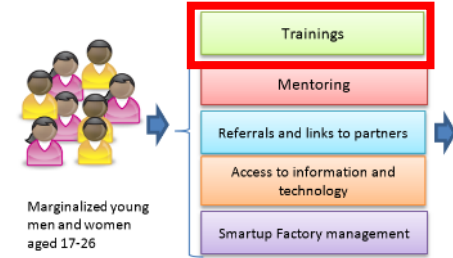 Trainings
Mentoring
Referrals and links to partners
Access to information and
technology
Smartup Factory management
Marginalized young
men and women
aged 17-26